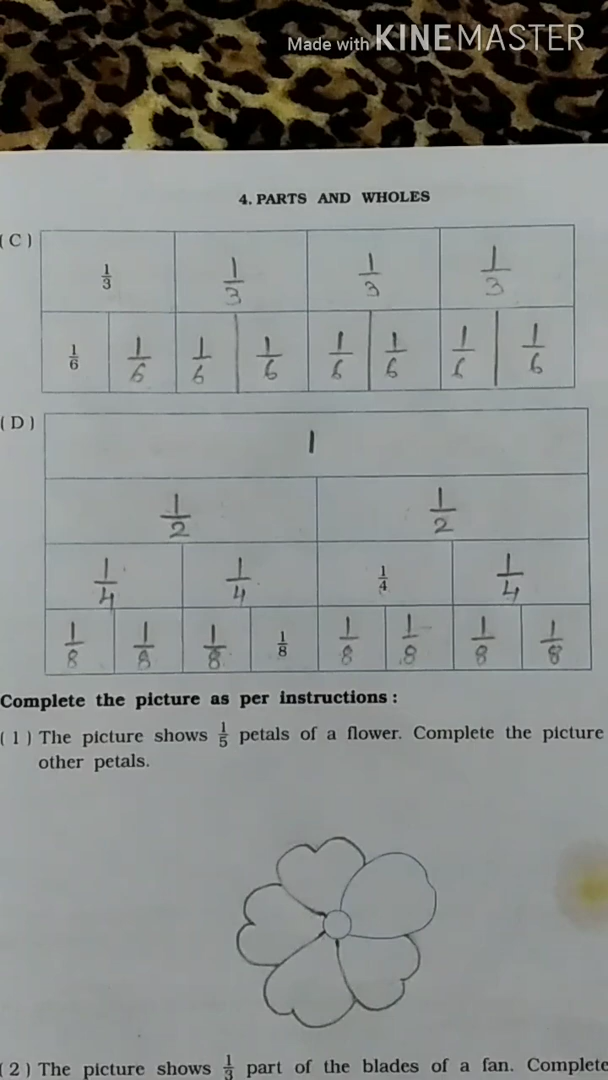 Made with KINEMASTER
4. PARTS AND WHOLES
(C)
1/3 1/3 1/3 1/3
1/6 1/6 1/6 1/6 1/6 1/6 1/6 1/6
(D)
1
1/2 1/2
1/4 1/4 1/4 1/4
1/8 1/8 1/8 1/8 1/8 1/8 1/8 1/8
Complete the picture as per instructions :
(1) The picture shows 1/5 petals of a flower. Complete the picture
other petals.
(2) The picture shows 1/3 part of the blades of a fan. Complete